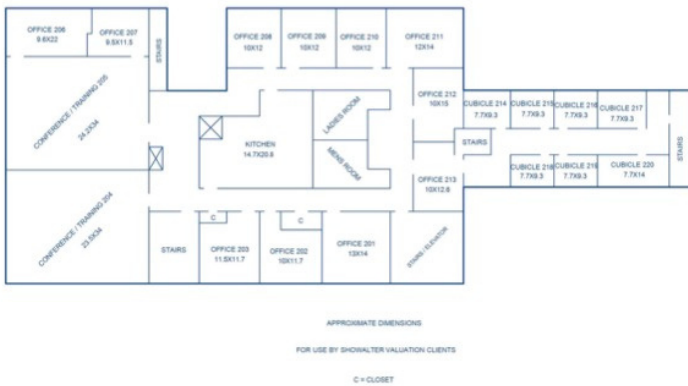 OFFICE 206
9.6X22
OFFICE 207
9.5X11.5
STAIRS
OFFICE 208
10X12
OFFICE 209
10X12
OFFICE 210
10X12
OFFICE 211
12X14
CONFERENCE / TRAINING 205
24.2X34
LADIES ROOM
OFFICE 212
10X15
CUBICLE 214
7.7X9.3
CUBICLE 215
7.7X9.3
CUBICLE 216
7.7X9.3
CUBICLE 217
7.7X9.3
KITCHEN
14.7X20.6
MENS ROOM
STAIRS
STAIRS
CUBICLE 218
7.7X9.3
CUBICLE 219
7.7X9.3
CUBICLE 220
7.7X14
OFFICE 213
10X12.6
CONFERENCE / TRAINING 204
23.5X34
C
C
STAIRS
OFFICE 203
11.5X11.7
OFFICE 202
10X11.7
OFFICE 201
13X14
STAIRS / ELEVATOR
APPROXIMATE DIMENSIONS
FOR USE BY SHOWALTER VALUATION CLIENTS
C = CLOSET